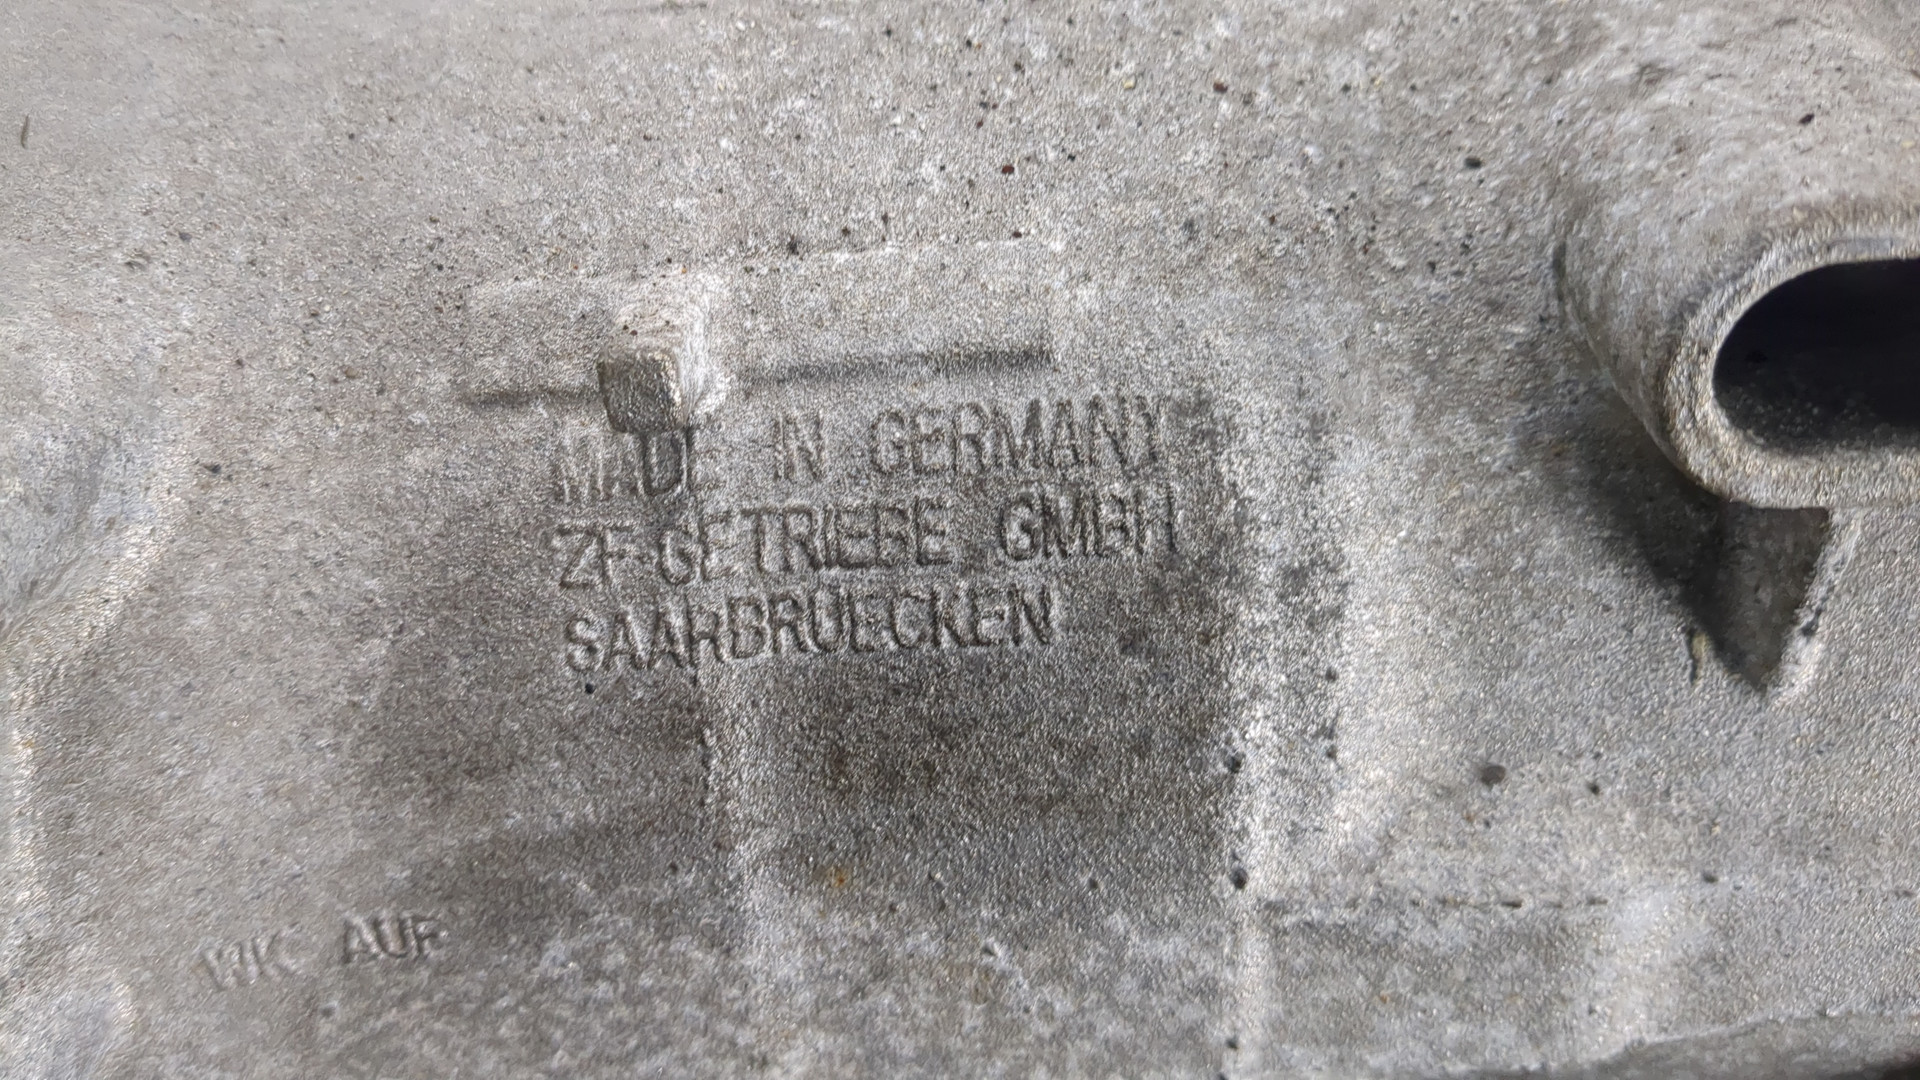 MADE IN GERMANY
ZF-GETRIEBE GMBH
SAARBRUECKEN
WK AUF